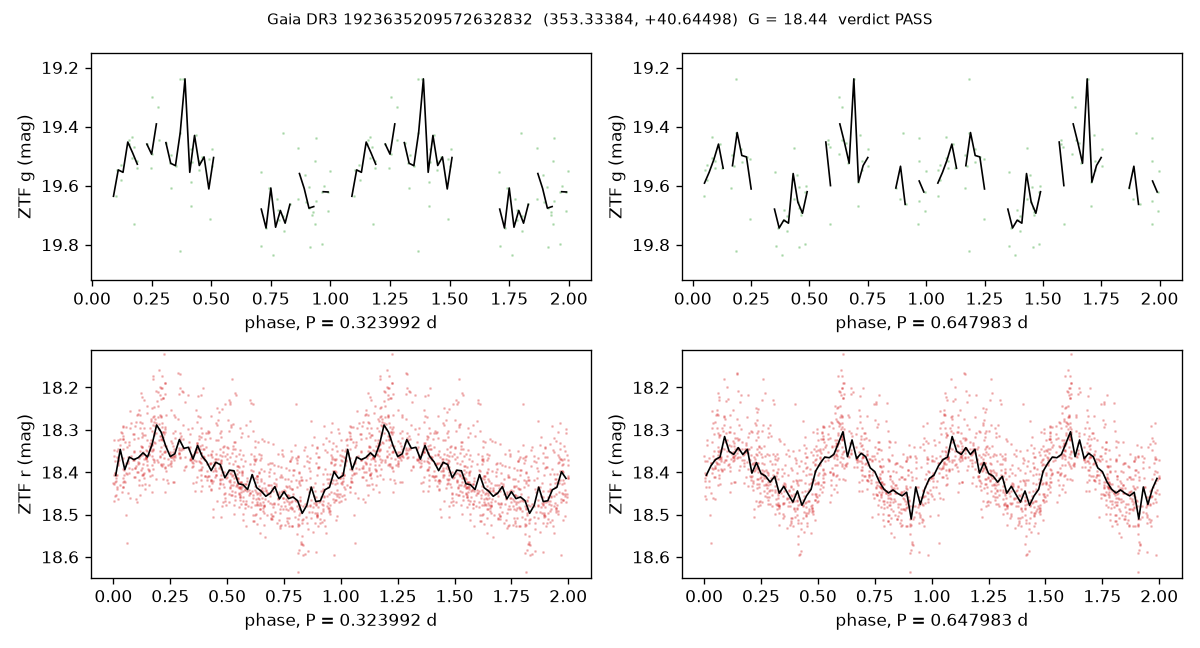 Gaia DR3 1923635209572632832 (353.33384, +40.64498) G = 18.44 verdict PASS
ZTF g (mag)
19.2
19.4
19.6
19.8
0.00 0.25 0.50 0.75 1.00 1.25 1.50 1.75 2.00
phase, P = 0.323992 d
ZTF g (mag)
19.2
19.4
19.6
19.8
0.00 0.25 0.50 0.75 1.00 1.25 1.50 1.75 2.00
phase, P = 0.647983 d
ZTF r (mag)
18.2
18.3
18.4
18.5
18.6
0.00 0.25 0.50 0.75 1.00 1.25 1.50 1.75 2.00
phase, P = 0.323992 d
ZTF r (mag)
18.2
18.3
18.4
18.5
18.6
0.00 0.25 0.50 0.75 1.00 1.25 1.50 1.75 2.00
phase, P = 0.647983 d